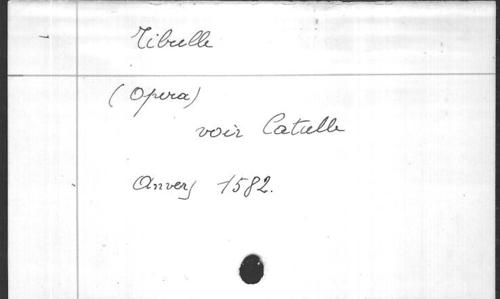 Tibulle
(Opera)
voir Catulle
Anvers 1582.